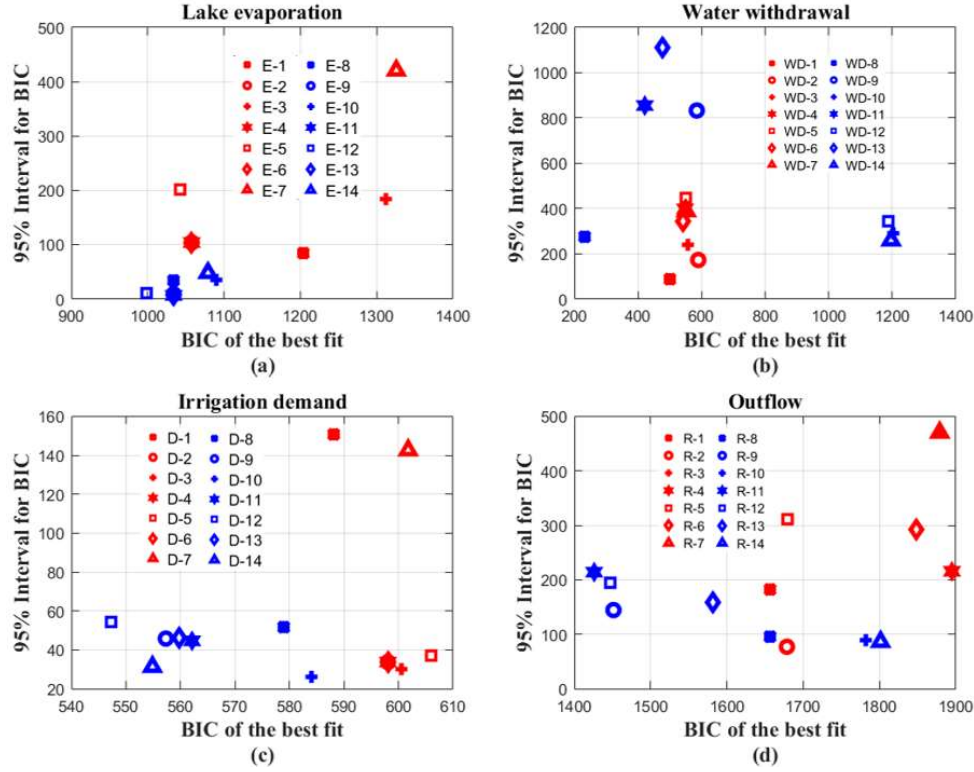 Lake evaporation
500
400
300
200
100
0
95% Interval for BIC
E-1 E-8
E-2 E-9
E-3 E-10
E-4 E-11
E-5 E-12
E-6 E-13
E-7 E-14
900 1000 1100 1200 1300 1400
BIC of the best fit
(a)
Water withdrawal
1200
1000
800
600
400
200
0
95% Interval for BIC
WD-1 WD-8
WD-2 WD-9
WD-3 WD-10
WD-4 WD-11
WD-5 WD-12
WD-6 WD-13
WD-7 WD-14
200 400 600 800 1000 1200 1400
BIC of the best fit
(b)
Irrigation demand
160
140
120
100
80
60
40
20
95% Interval for BIC
D-1 D-8
D-2 D-9
D-3 D-10
D-4 D-11
D-5 D-12
D-6 D-13
D-7 D-14
540 550 560 570 580 590 600 610
BIC of the best fit
(c)
Outflow
500
400
300
200
100
0
95% Interval for BIC
R-1 R-8
R-2 R-9
R-3 R-10
R-4 R-11
R-5 R-12
R-6 R-13
R-7 R-14
1400 1500 1600 1700 1800 1900
BIC of the best fit
(d)